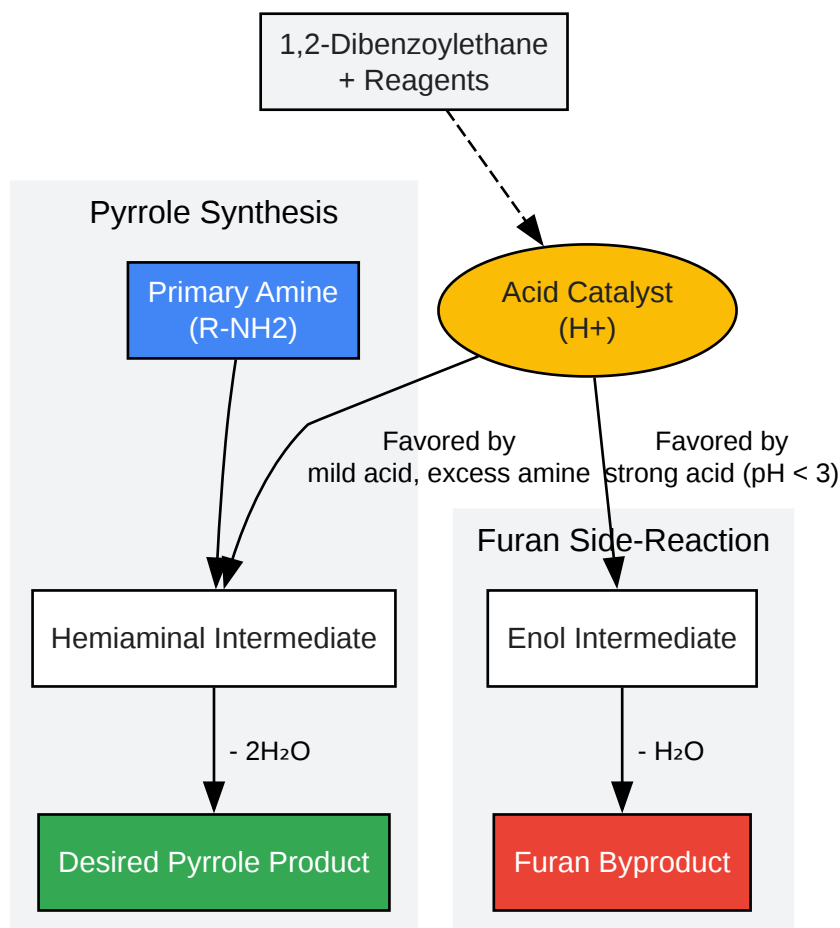 1,2-Dibenzoylethane
+ Reagents
Pyrrole Synthesis
Primary Amine
(R-NH2)
Acid Catalyst
(H+)
Favored by
mild acid, excess amine
Favored by
strong acid (pH < 3)
Furan Side-Reaction
Hemiaminal Intermediate
Enol Intermediate
- 2H₂O
- H₂O
Desired Pyrrole Product
Furan Byproduct